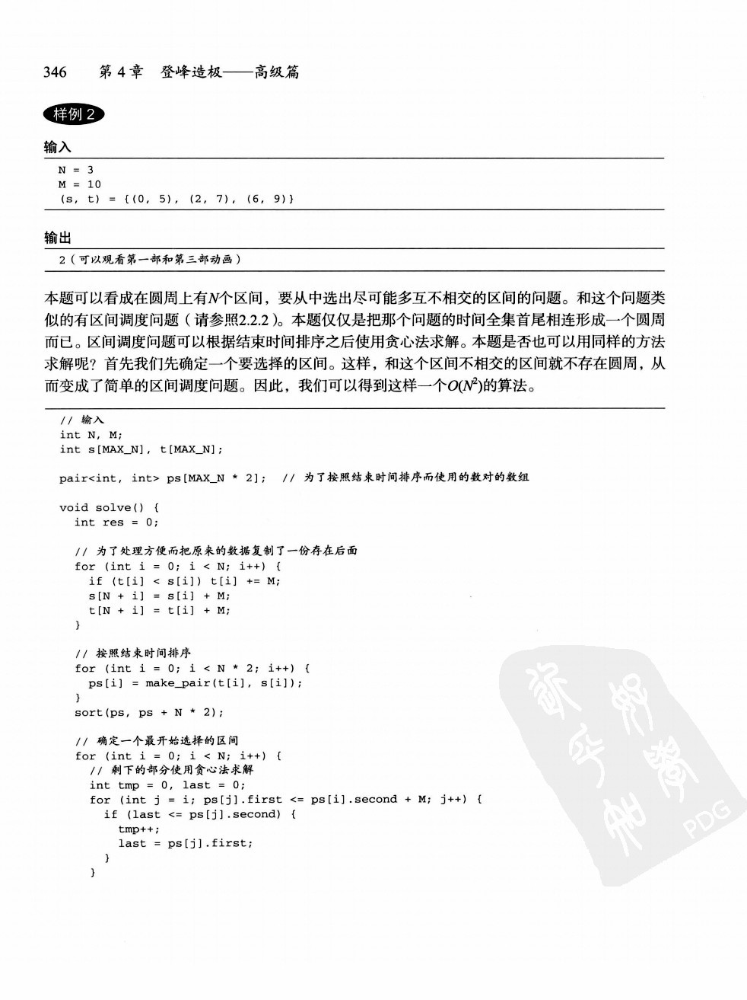 346 第 4 章 登峰造极——高级篇
样例 2
输入
N = 3
M = 10
(s, t) = {(0, 5), (2, 7), (6, 9)}
输出
2（可以观看第一部和第三部动画）
本题可以看成在圆周上有N个区间，要从中选出尽可能多互不相交的区间的问题。和这个问题类
似的有区间调度问题（请参照2.2.2）。本题仅仅是把那个问题的时间全集首尾相连形成一个圆周
而已。区间调度问题可以根据结束时间排序之后使用贪心法求解。本题是否也可以用同样的方法
求解呢？首先我们先确定一个要选择的区间。这样，和这个区间不相交的区间就不存在圆周，从
而变成了简单的区间调度问题。因此，我们可以得到这样一个O(N²)的算法。
// 输入
int N, M;
int s[MAX_N], t[MAX_N];
pair<int, int> ps[MAX_N * 2]; // 为了按照结束时间排序而使用的数对的数组
void solve() {
int res = 0;
// 为了处理方便而把原来的数据复制了一份存在后面
for (int i = 0; i < N; i++) {
if (t[i] < s[i]) t[i] += M;
s[N + i] = s[i] + M;
t[N + i] = t[i] + M;
}
// 按照结束时间排序
for (int i = 0; i < N * 2; i++) {
ps[i] = make_pair(t[i], s[i]);
}
sort(ps, ps + N * 2);
// 确定一个最开始选择的区间
for (int i = 0; i < N; i++) {
// 剩下的部分使用贪心法求解
int tmp = 0, last = 0;
for (int j = i; ps[j].first <= ps[i].second + M; j++) {
if (last <= ps[j].second) {
tmp++;
last = ps[j].first;
}
}
PDG